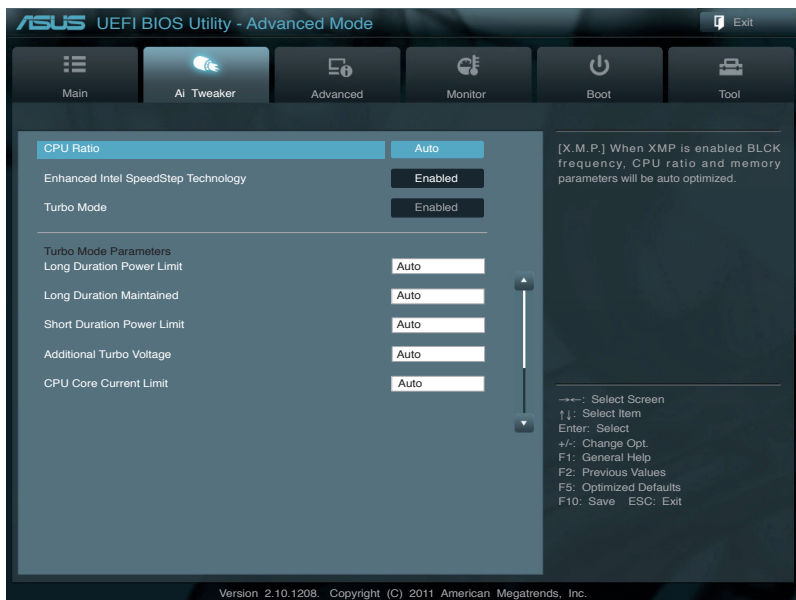 ASUS UEFI BIOS Utility - Advanced Mode
Exit
Main
Ai Tweaker
Advanced
Monitor
Boot
Tool
CPU Ratio Auto
Enhanced Intel SpeedStep Technology Enabled
Turbo Mode Enabled
Turbo Mode Parameters
Long Duration Power Limit Auto
Long Duration Maintained Auto
Short Duration Power Limit Auto
Additional Turbo Voltage Auto
CPU Core Current Limit Auto
[X.M.P.] When XMP is enabled BLCK
frequency, CPU ratio and memory
parameters will be auto optimized.
→←: Select Screen
↑↓: Select Item
Enter: Select
+/-: Change Opt.
F1: General Help
F2: Previous Values
F5: Optimized Defaults
F10: Save ESC: Exit
Version 2.10.1208. Copyright (C) 2011 American Megatrends, Inc.